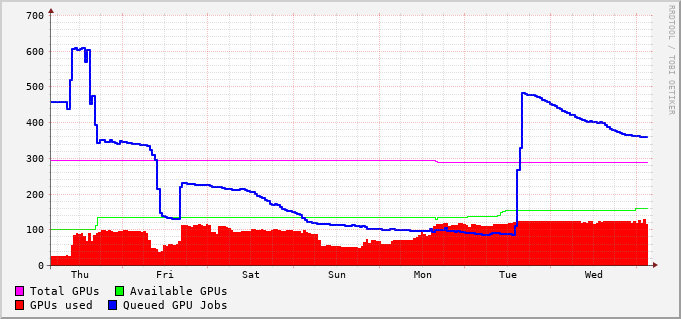 700
600
500
400
300
200
100
0
Thu Fri Sat Sun Mon Tue Wed
RRDTOOL / TOBI OETIKER
Total GPUs Available GPUs
GPUs used Queued GPU Jobs